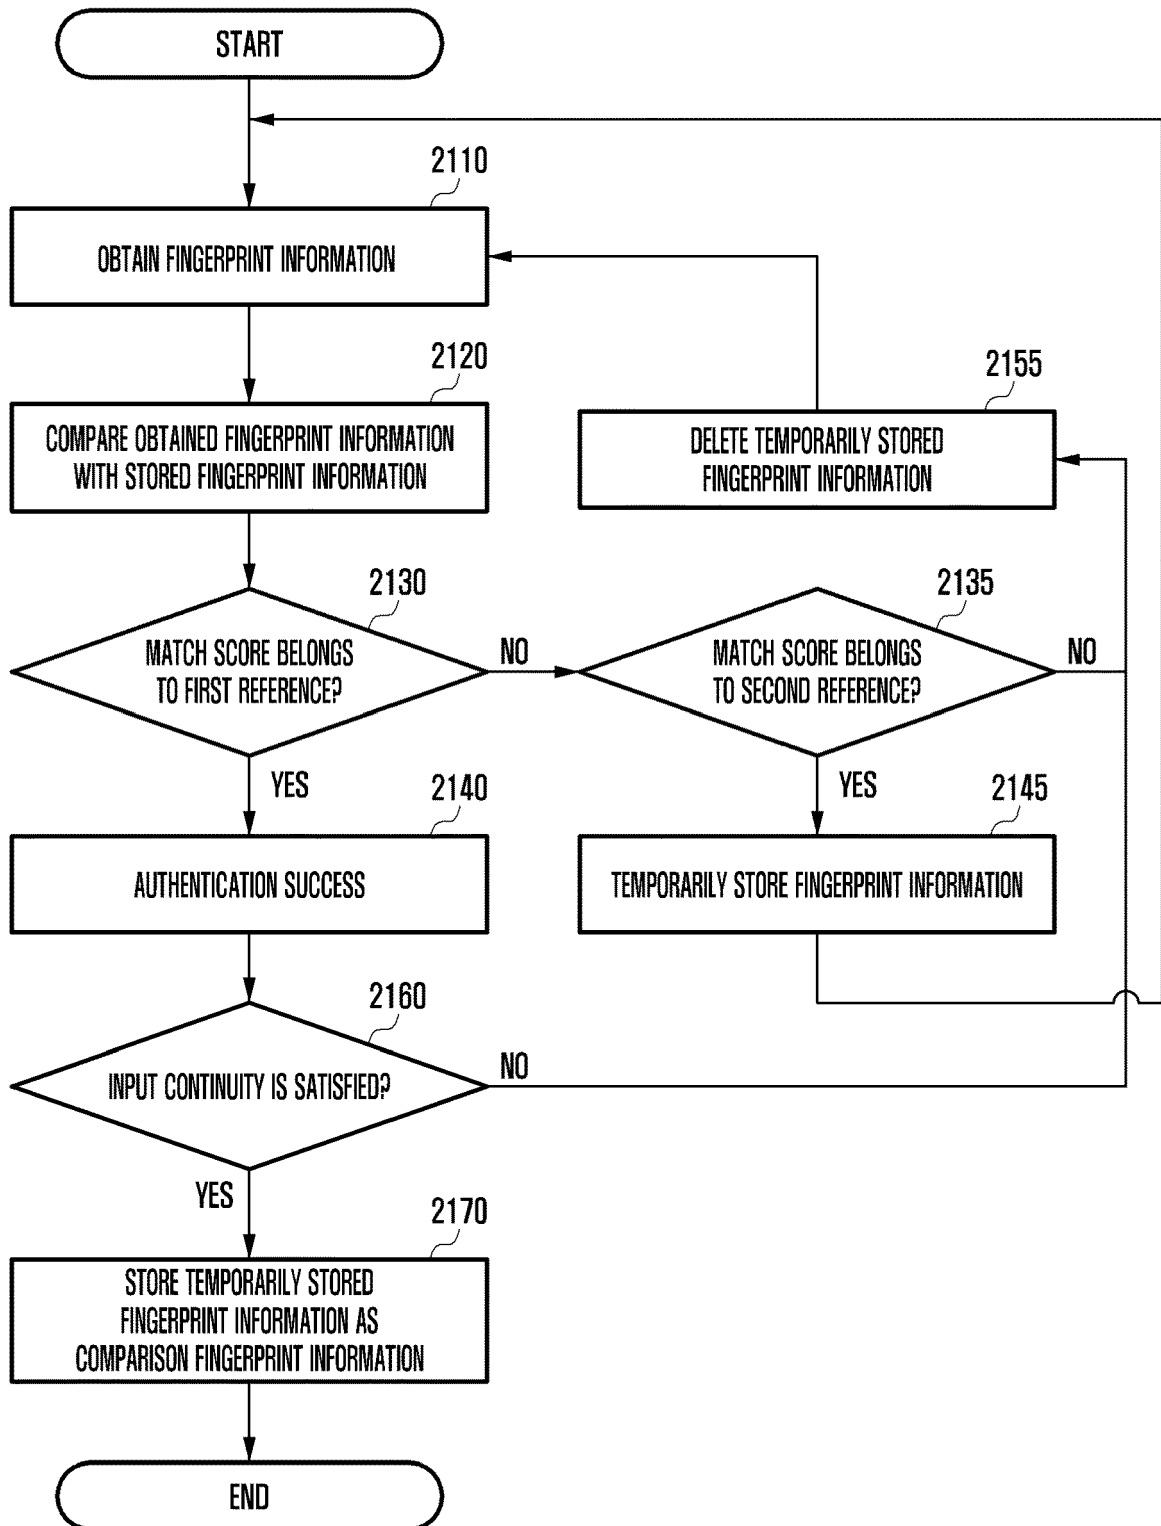 START
2110
OBTAIN FINGERPRINT INFORMATION
2120
COMPARE OBTAINED FINGERPRINT INFORMATION
WITH STORED FINGERPRINT INFORMATION
2155
DELETE TEMPORARILY STORED
FINGERPRINT INFORMATION
2130
MATCH SCORE BELONGS
TO FIRST REFERENCE?
NO
YES
2135
MATCH SCORE BELONGS
TO SECOND REFERENCE?
NO
YES
2140
AUTHENTICATION SUCCESS
2145
TEMPORARILY STORE FINGERPRINT INFORMATION
2160
INPUT CONTINUITY IS SATISFIED?
NO
YES
2170
STORE TEMPORARILY STORED
FINGERPRINT INFORMATION AS
COMPARISON FINGERPRINT INFORMATION
END